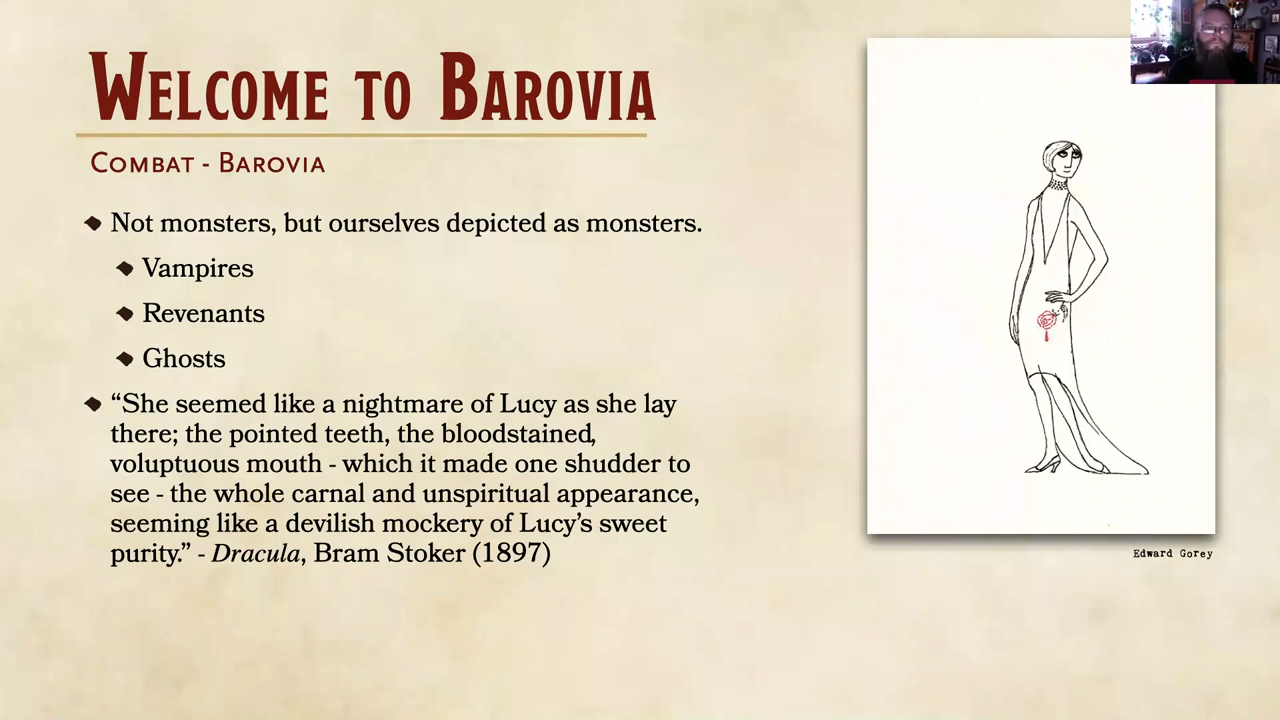 Welcome to Barovia
Combat - Barovia
Not monsters, but ourselves depicted as monsters.
Vampires
Revenants
Ghosts
“She seemed like a nightmare of Lucy as she lay
there; the pointed teeth, the bloodstained,
voluptuous mouth - which it made one shudder to
see - the whole carnal and unspiritual appearance,
seeming like a devilish mockery of Lucy’s sweet
purity.” - Dracula, Bram Stoker (1897)
Edward Gorey